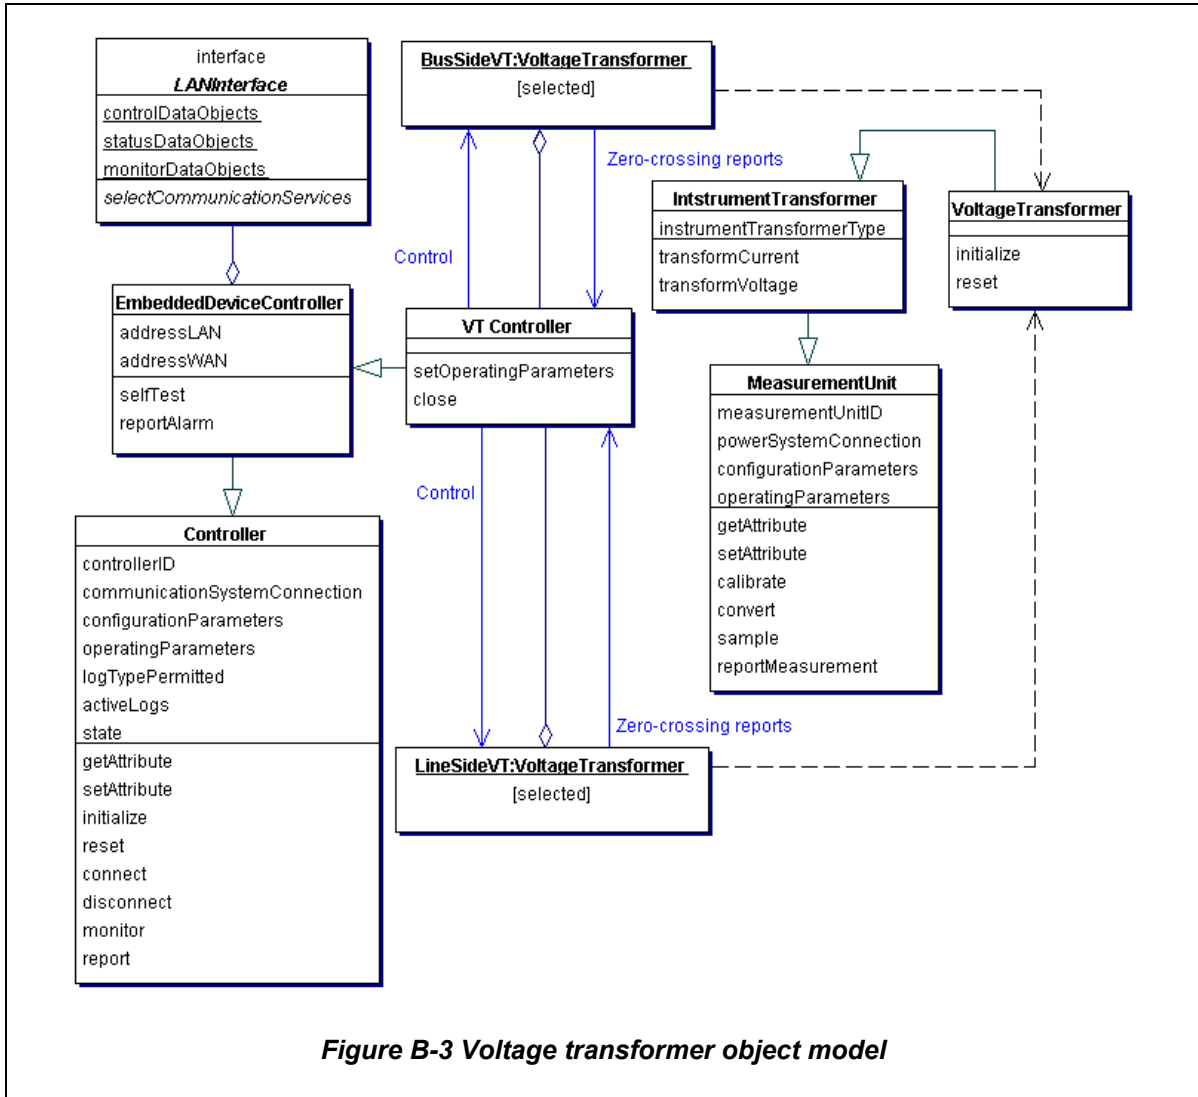 interface
LANInterface
controlDataObjects
statusDataObjects
monitorDataObjects
selectCommunicationServices
BusSideVT:VoltageTransformer
[selected]
Zero-crossing reports
Control
IntstrumentTransformer
instrumentTransformerType
transformCurrent
transformVoltage
VoltageTransformer
initialize
reset
EmbeddedDeviceController
addressLAN
addressWAN
selfTest
reportAlarm
VT Controller
setOperatingParameters
close
MeasurementUnit
measurementUnitID
powerSystemConnection
configurationParameters
operatingParameters
getAttribute
setAttribute
calibrate
convert
sample
reportMeasurement
Control
Zero-crossing reports
Controller
controllerID
communicationSystemConnection
configurationParameters
operatingParameters
logTypePermitted
activeLogs
state
getAttribute
setAttribute
initialize
reset
connect
disconnect
monitor
report
LineSideVT:VoltageTransformer
[selected]
Figure B-3 Voltage transformer object model